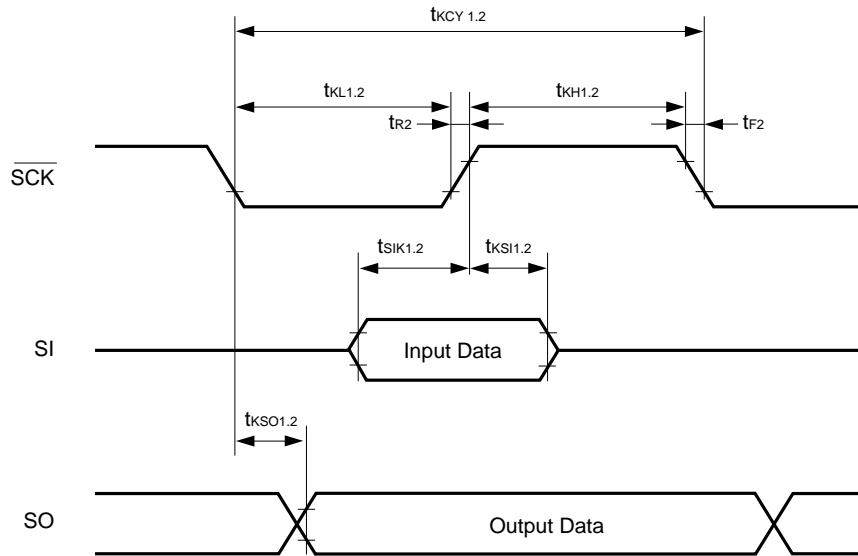 tKCY 1.2
tKL1.2
tKH1.2
tR2
tF2
SCK
tSIK1.2
tKSI1.2
SI
Input Data
tKSO1.2
SO
Output Data